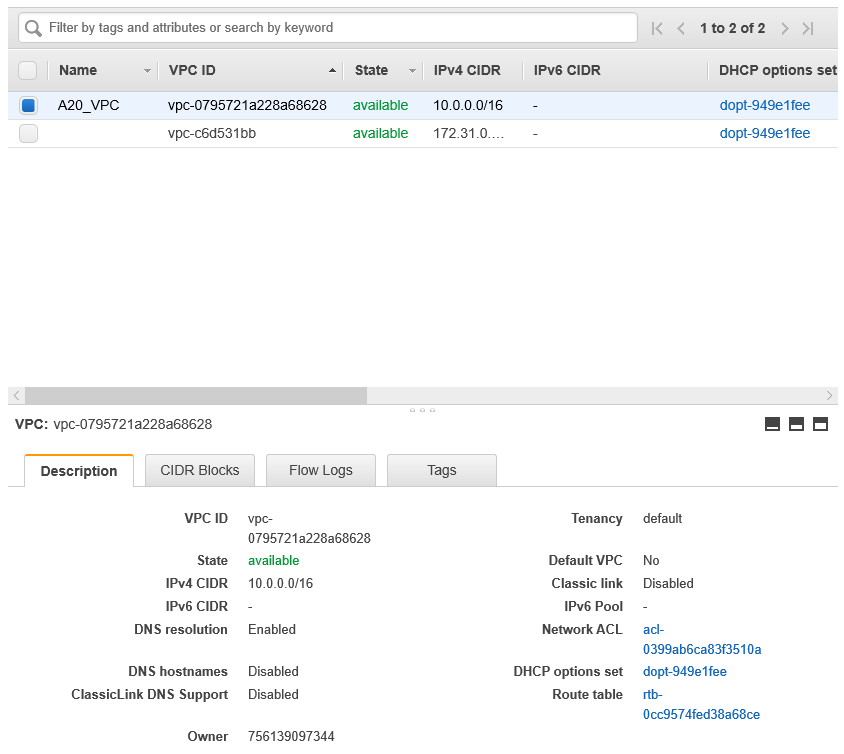 Filter by tags and attributes or search by keyword 1 to 2 of 2
Name VPC ID State IPv4 CIDR IPv6 CIDR DHCP options set
A20_VPC vpc-0795721a228a68628 available 10.0.0.0/16 - dopt-949e1fee
vpc-c6d531bb available 172.31.0.... - dopt-949e1fee
VPC: vpc-0795721a228a68628
Description CIDR Blocks Flow Logs Tags
VPC ID vpc- Tenancy default
0795721a228a68628
State available Default VPC No
IPv4 CIDR 10.0.0.0/16 Classic link Disabled
IPv6 CIDR - IPv6 Pool -
DNS resolution Enabled Network ACL acl-
0399ab6ca83f3510a
DNS hostnames Disabled DHCP options set dopt-949e1fee
ClassicLink DNS Support Disabled Route table rtb-
0cc9574fed38a68ce
Owner 756139097344